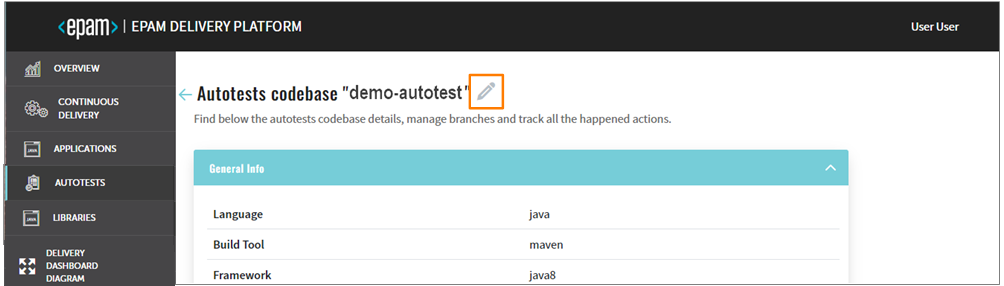 <epam> | EPAM DELIVERY PLATFORM
User User
OVERVIEW
CONTINUOUS
DELIVERY
APPLICATIONS
AUTOTESTS
LIBRARIES
DELIVERY
DASHBOARD
DIAGRAM
Autotests codebase "demo-autotest"
Find below the autotests codebase details, manage branches and track all the happened actions.
General Info
Language java
Build Tool maven
Framework java8